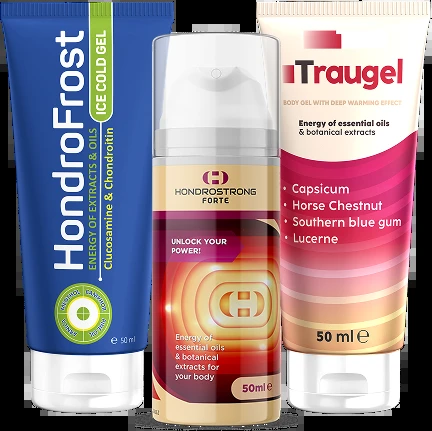 HondroFrost
ICE COLD GEL
ENERGY OF EXTRACTS & OILS
Glucosamine & Chondroitin
MENTHOL
CAMPHOR
℮ 50 ml
HONDROSTRONG
FORTE
UNLOCK YOUR
POWER!
Energy of
essential oils
& botanical
extracts for
your body
50ml ℮
Traugel
BODY GEL WITH DEEP WARMING EFFECT
Energy of essential oils
& botanical extracts
• Capsicum
• Horse Chestnut
• Southern blue gum
• Lucerne
50 ml ℮